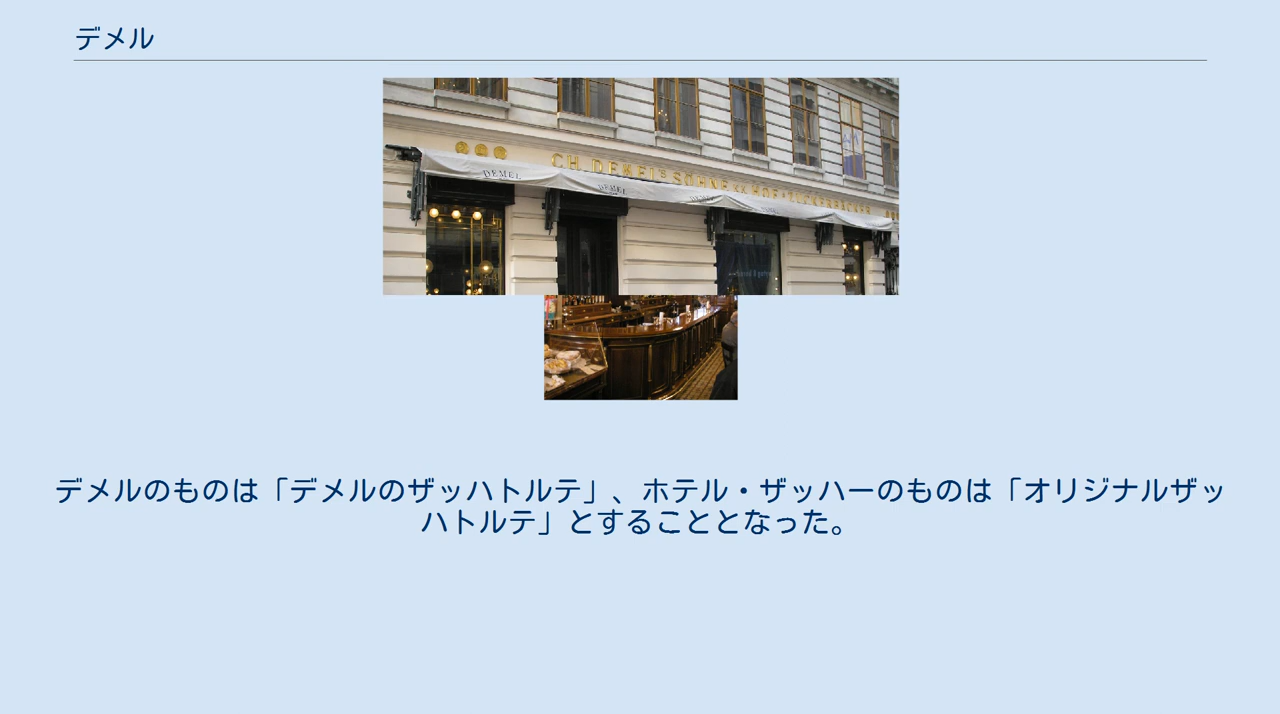 デメル
CH. DEMEL'S SÖHNE K.K. HOF-ZUCKERBÄCKER
DEMEL
DEMEL
デメルのものは「デメルのザッハトルテ」、ホテル・ザッハーのものは「オリジナルザッ
ハトルテ」とすることとなった。